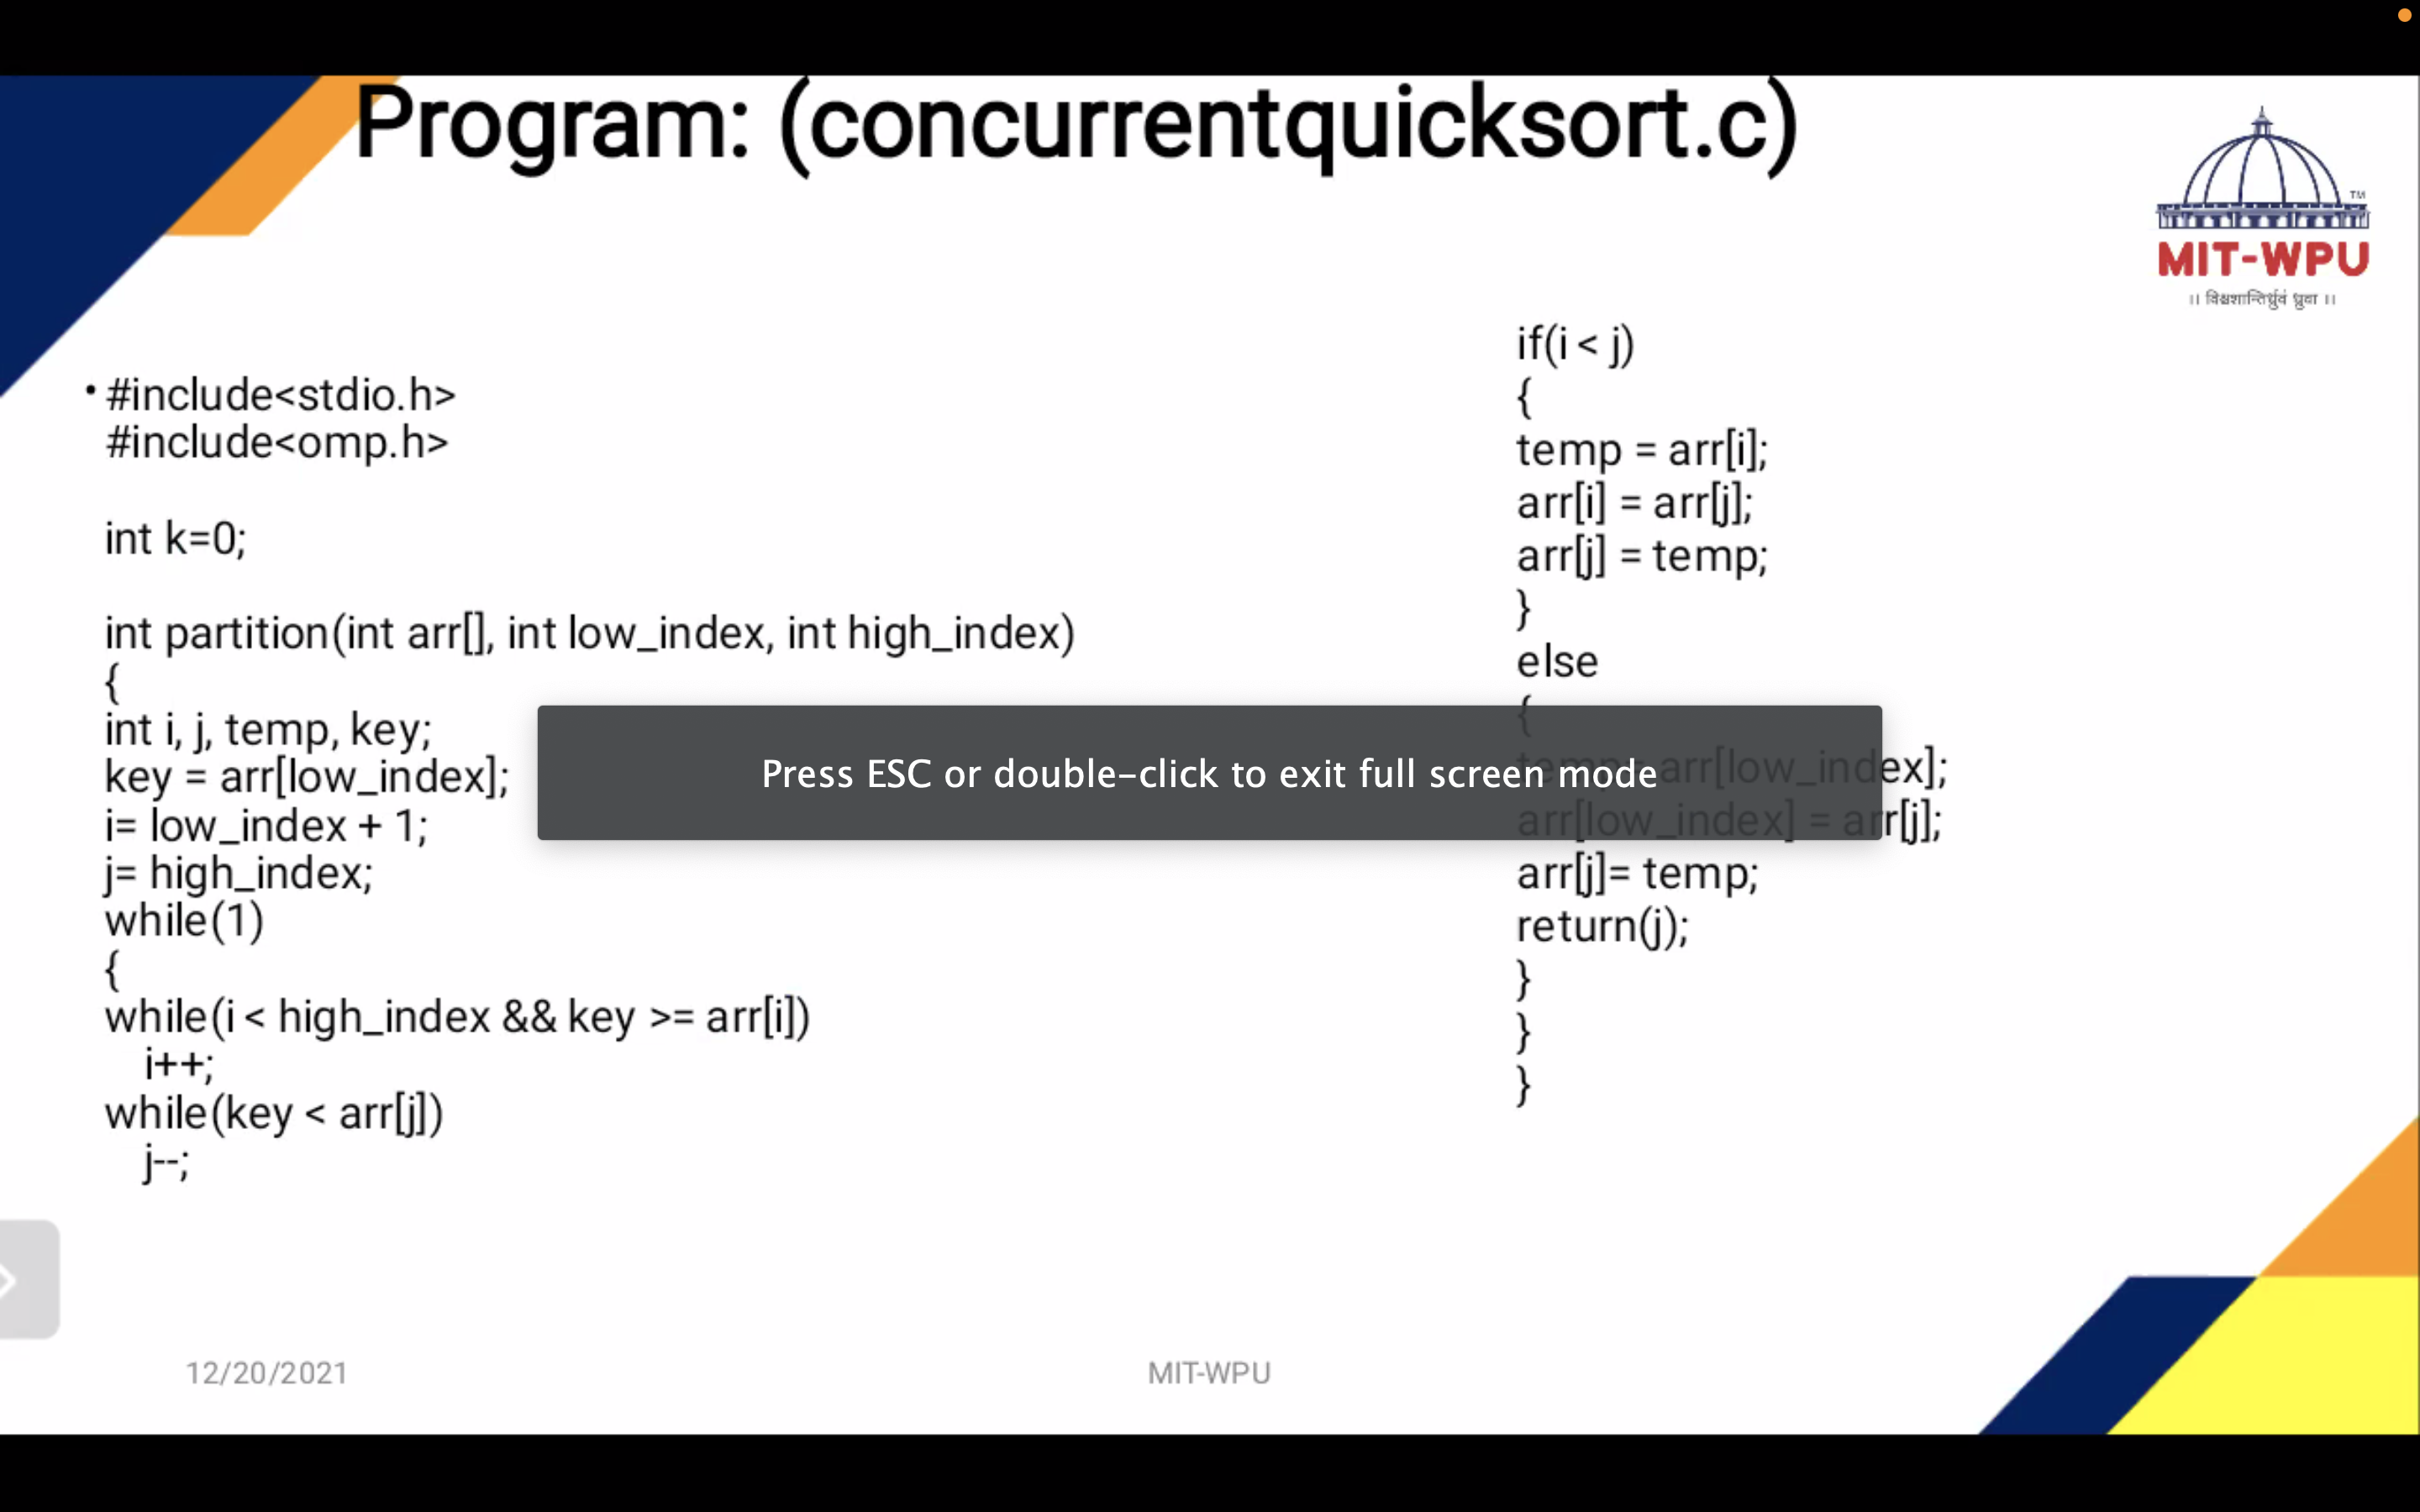 Program: (concurrentquicksort.c)
TM
MIT-WPU
।। विश्वशान्तिर्ध्रुवं ध्रुवा ।।
• #include<stdio.h>
#include<omp.h>
int k=0;
int partition(int arr[], int low_index, int high_index)
{
int i, j, temp, key;
key = arr[low_index];
i= low_index + 1;
j= high_index;
while(1)
{
while(i < high_index && key >= arr[i])
i++;
while(key < arr[j])
j--;
if(i < j)
{
temp = arr[i];
arr[i] = arr[j];
arr[j] = temp;
}
else
{
temp= arr[low_index];
arr[low_index] = arr[j];
arr[j]= temp;
return(j);
}
}
}
Press ESC or double-click to exit full screen mode
12/20/2021
MIT-WPU